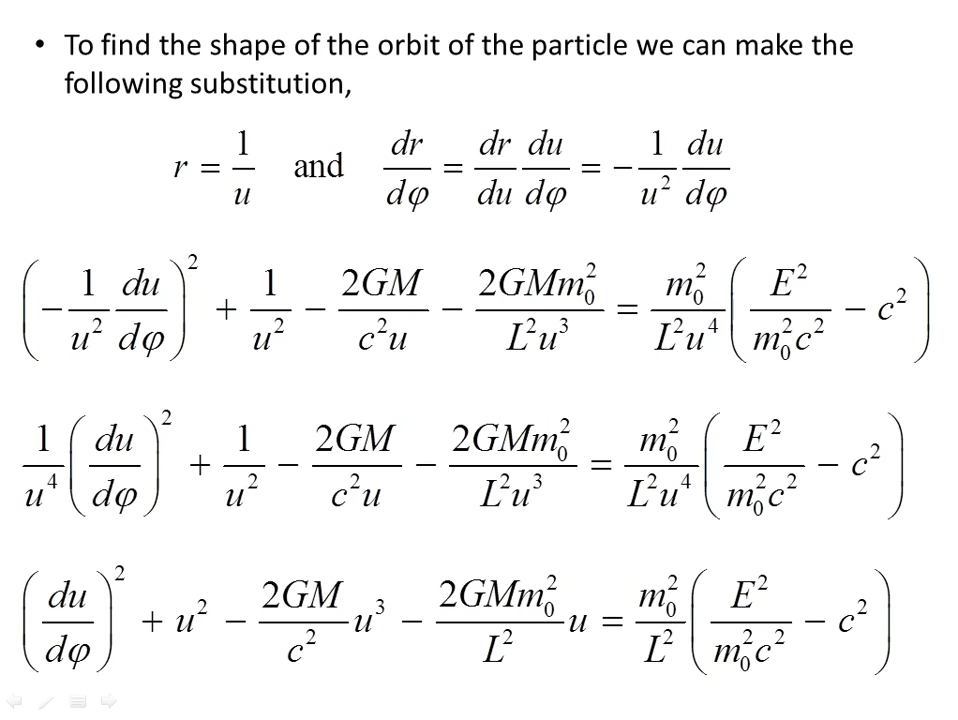 • To find the shape of the orbit of the particle we can make the
following substitution,
r = 1/u and dr/dφ = dr/du du/dφ = − 1/u² du/dφ
(− 1/u² du/dφ)² + 1/u² − 2GM/c²u − 2GMm₀²/L²u³ = m₀²/L²u⁴ (E²/m₀²c² − c²)
1/u⁴ (du/dφ)² + 1/u² − 2GM/c²u − 2GMm₀²/L²u³ = m₀²/L²u⁴ (E²/m₀²c² − c²)
(du/dφ)² + u² − 2GM/c² u³ − 2GMm₀²/L² u = m₀²/L² (E²/m₀²c² − c²)